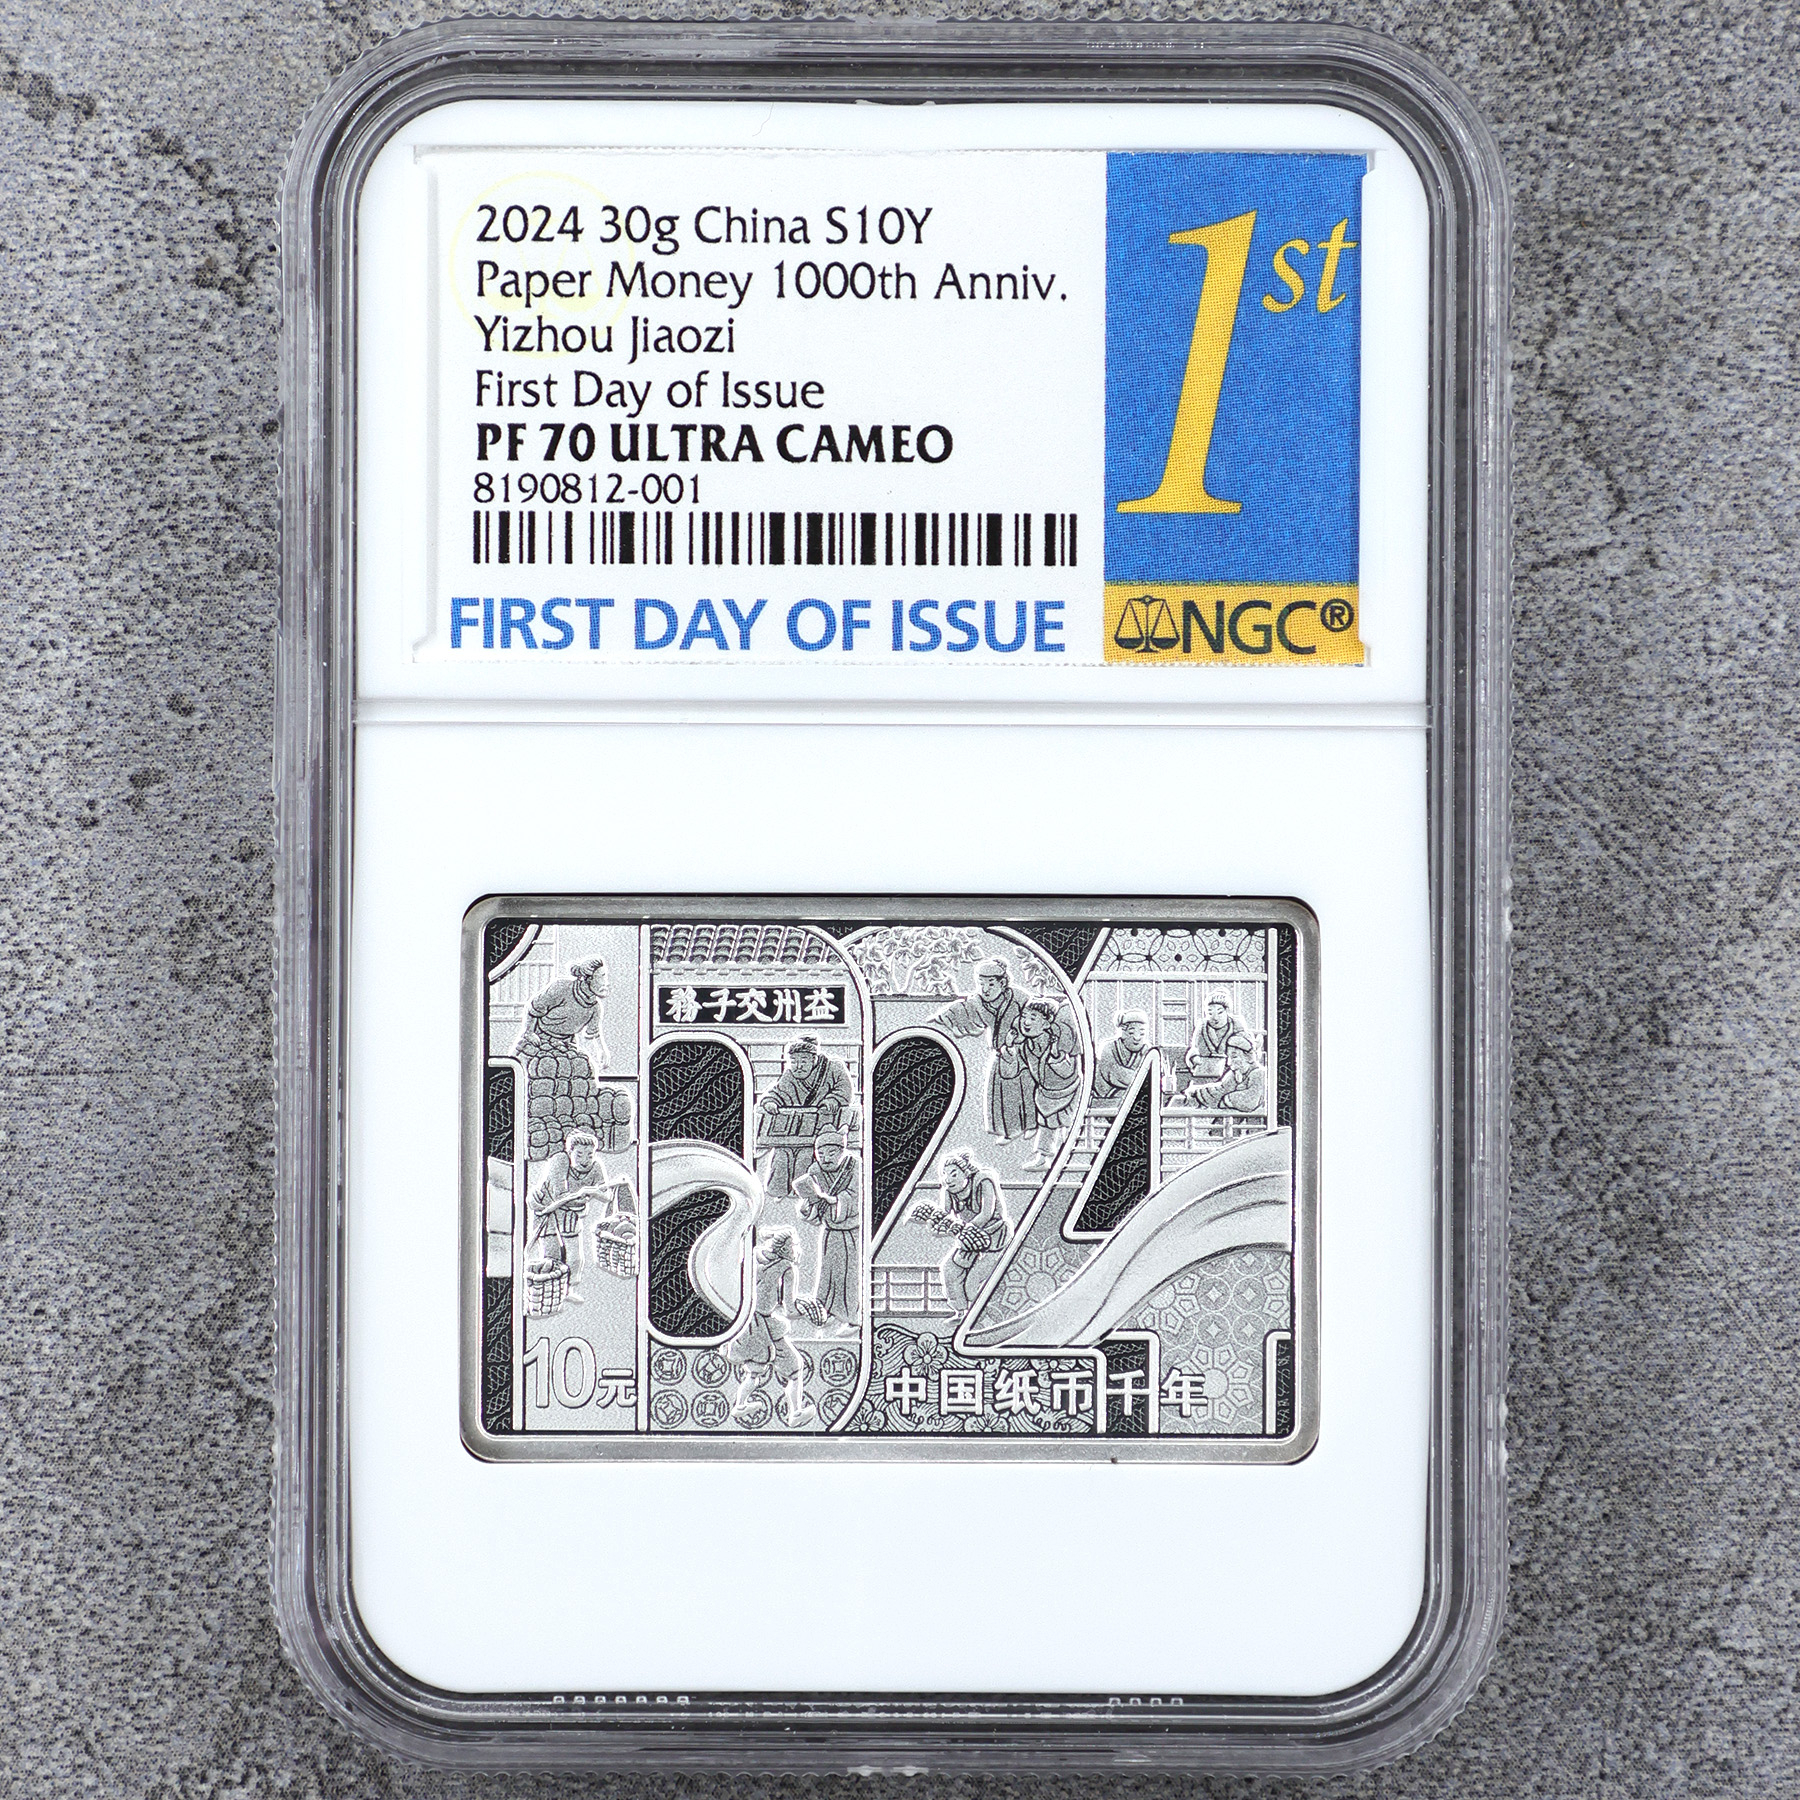 2024 30g China S10Y
Paper Money 1000th Anniv.
Yizhou Jiaozi
First Day of Issue
PF 70 ULTRA CAMEO
8190812-001
FIRST DAY OF ISSUE
1st
NGC®
務子交州益
1024
10元
中国纸币千年